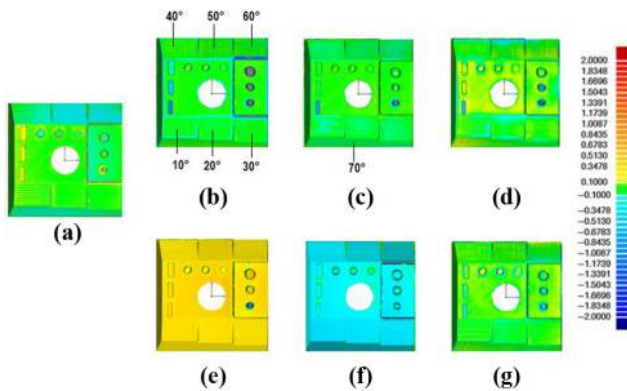 40° 50° 60°
10° 20° 30°
70°
(a)
(b)
(c)
(d)
(e)
(f)
(g)
2.0000
1.8348
1.6696
1.5043
1.3391
1.1739
1.0087
0.8435
0.6783
0.5130
0.3478
0.1000
−0.1000
−0.3478
−0.5130
−0.6783
−0.8435
−1.0087
−1.1739
−1.3391
−1.5043
−1.6696
−1.8348
−2.0000